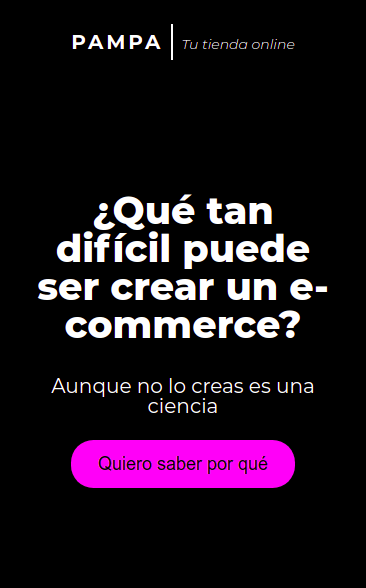 PAMPA | Tu tienda online
¿Qué tan
difícil puede
ser crear un e-
commerce?
Aunque no lo creas es una
ciencia
Quiero saber por qué